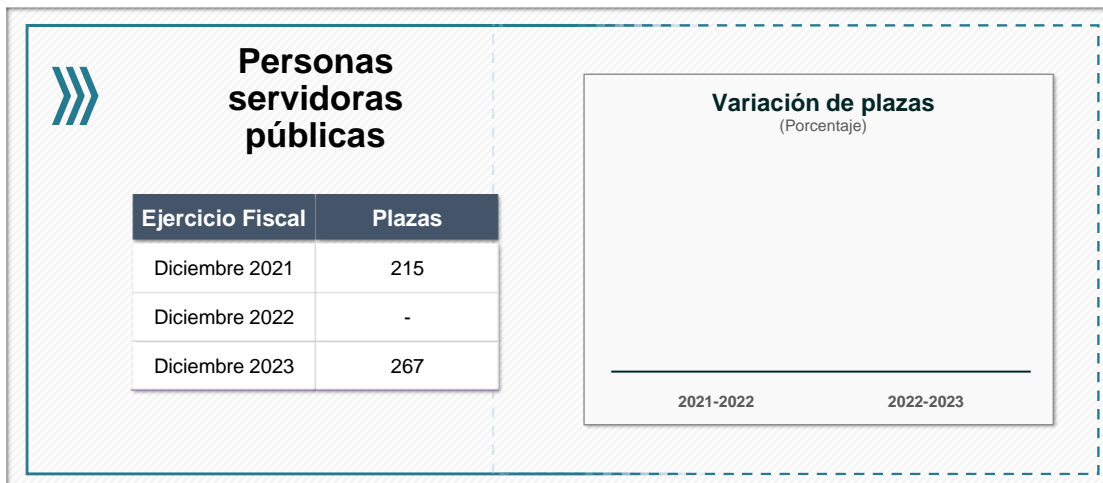 Personas
servidoras
públicas
Ejercicio Fiscal Plazas
Diciembre 2021 215
Diciembre 2022 -
Diciembre 2023 267
Variación de plazas
(Porcentaje)
2021-2022 2022-2023